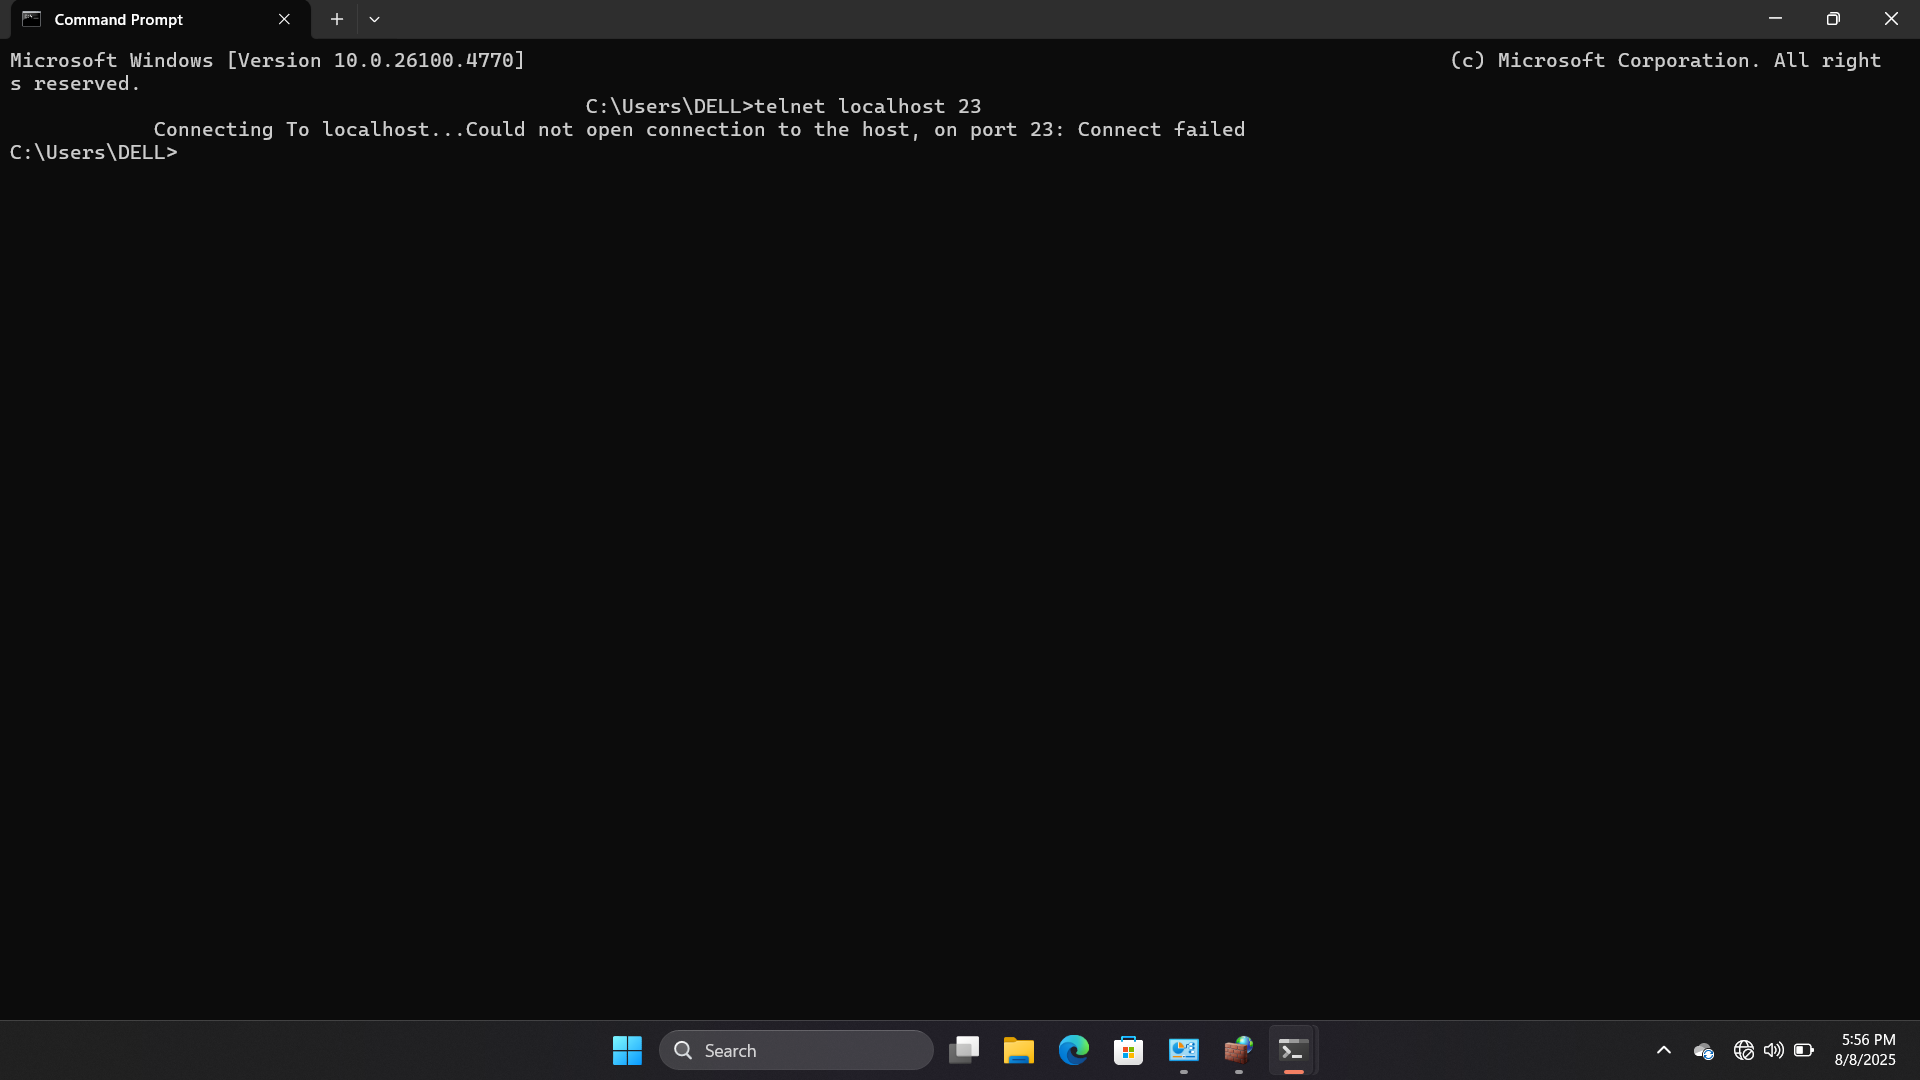 Command Prompt
Microsoft Windows [Version 10.0.26100.4770] (c) Microsoft Corporation. All right
s reserved.
C:\Users\DELL>telnet localhost 23
Connecting To localhost...Could not open connection to the host, on port 23: Connect failed
C:\Users\DELL>
Search
5:56 PM
8/8/2025